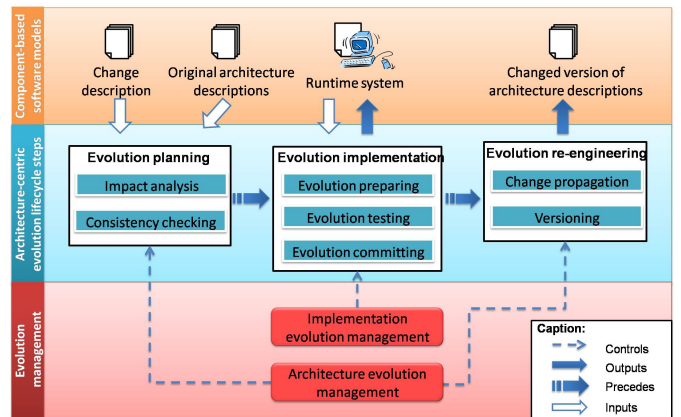 Component-based
software models
Change
description
Original architecture
descriptions
Runtime system
Changed version of
architecture descriptions
Architecture-centric
evolution lifecycle steps
Evolution planning
Impact analysis
Consistency checking
Evolution implementation
Evolution preparing
Evolution testing
Evolution committing
Evolution re-engineering
Change propagation
Versioning
Evolution
management
Implementation
evolution management
Architecture evolution
management
Caption:
Controls
Outputs
Precedes
Inputs